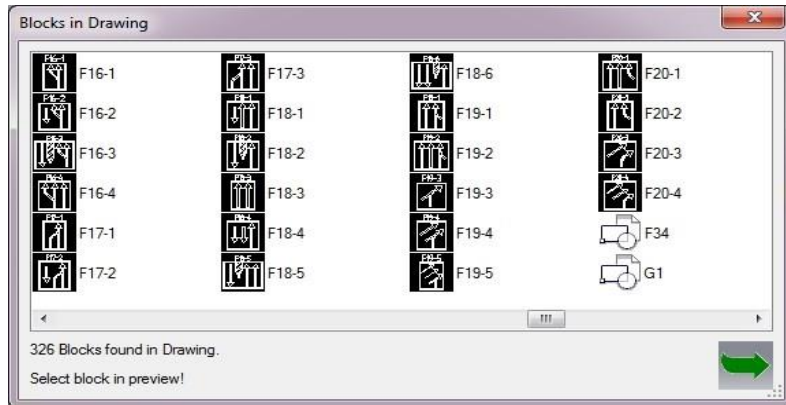 Blocks in Drawing
F16-1
F16-2
F16-3
F16-4
F17-1
F17-2
F17-3
F18-1
F18-2
F18-3
F18-4
F18-5
F18-6
F19-1
F19-2
F19-3
F19-4
F19-5
F20-1
F20-2
F20-3
F20-4
F34
G1
326 Blocks found in Drawing.
Select block in preview!